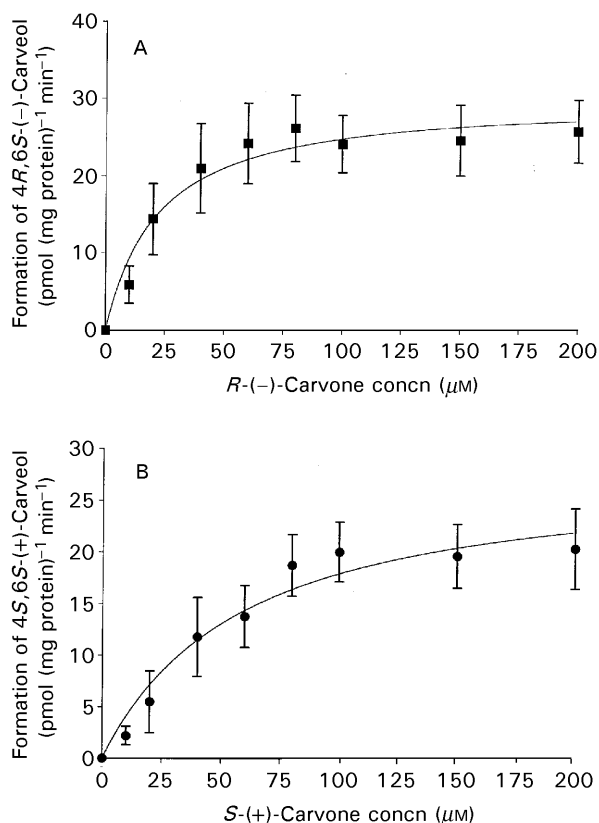 A
Formation of 4R,6S-(−)-Carveol
(pmol (mg protein)⁻¹ min⁻¹)
40
30
20
10
0
0 25 50 75 100 125 150 175 200
R-(−)-Carvone concn (μM)
B
Formation of 4S,6S-(+)-Carveol
(pmol (mg protein)⁻¹ min⁻¹)
30
25
20
15
10
5
0
0 25 50 75 100 125 150 175 200
S-(+)-Carvone concn (μM)